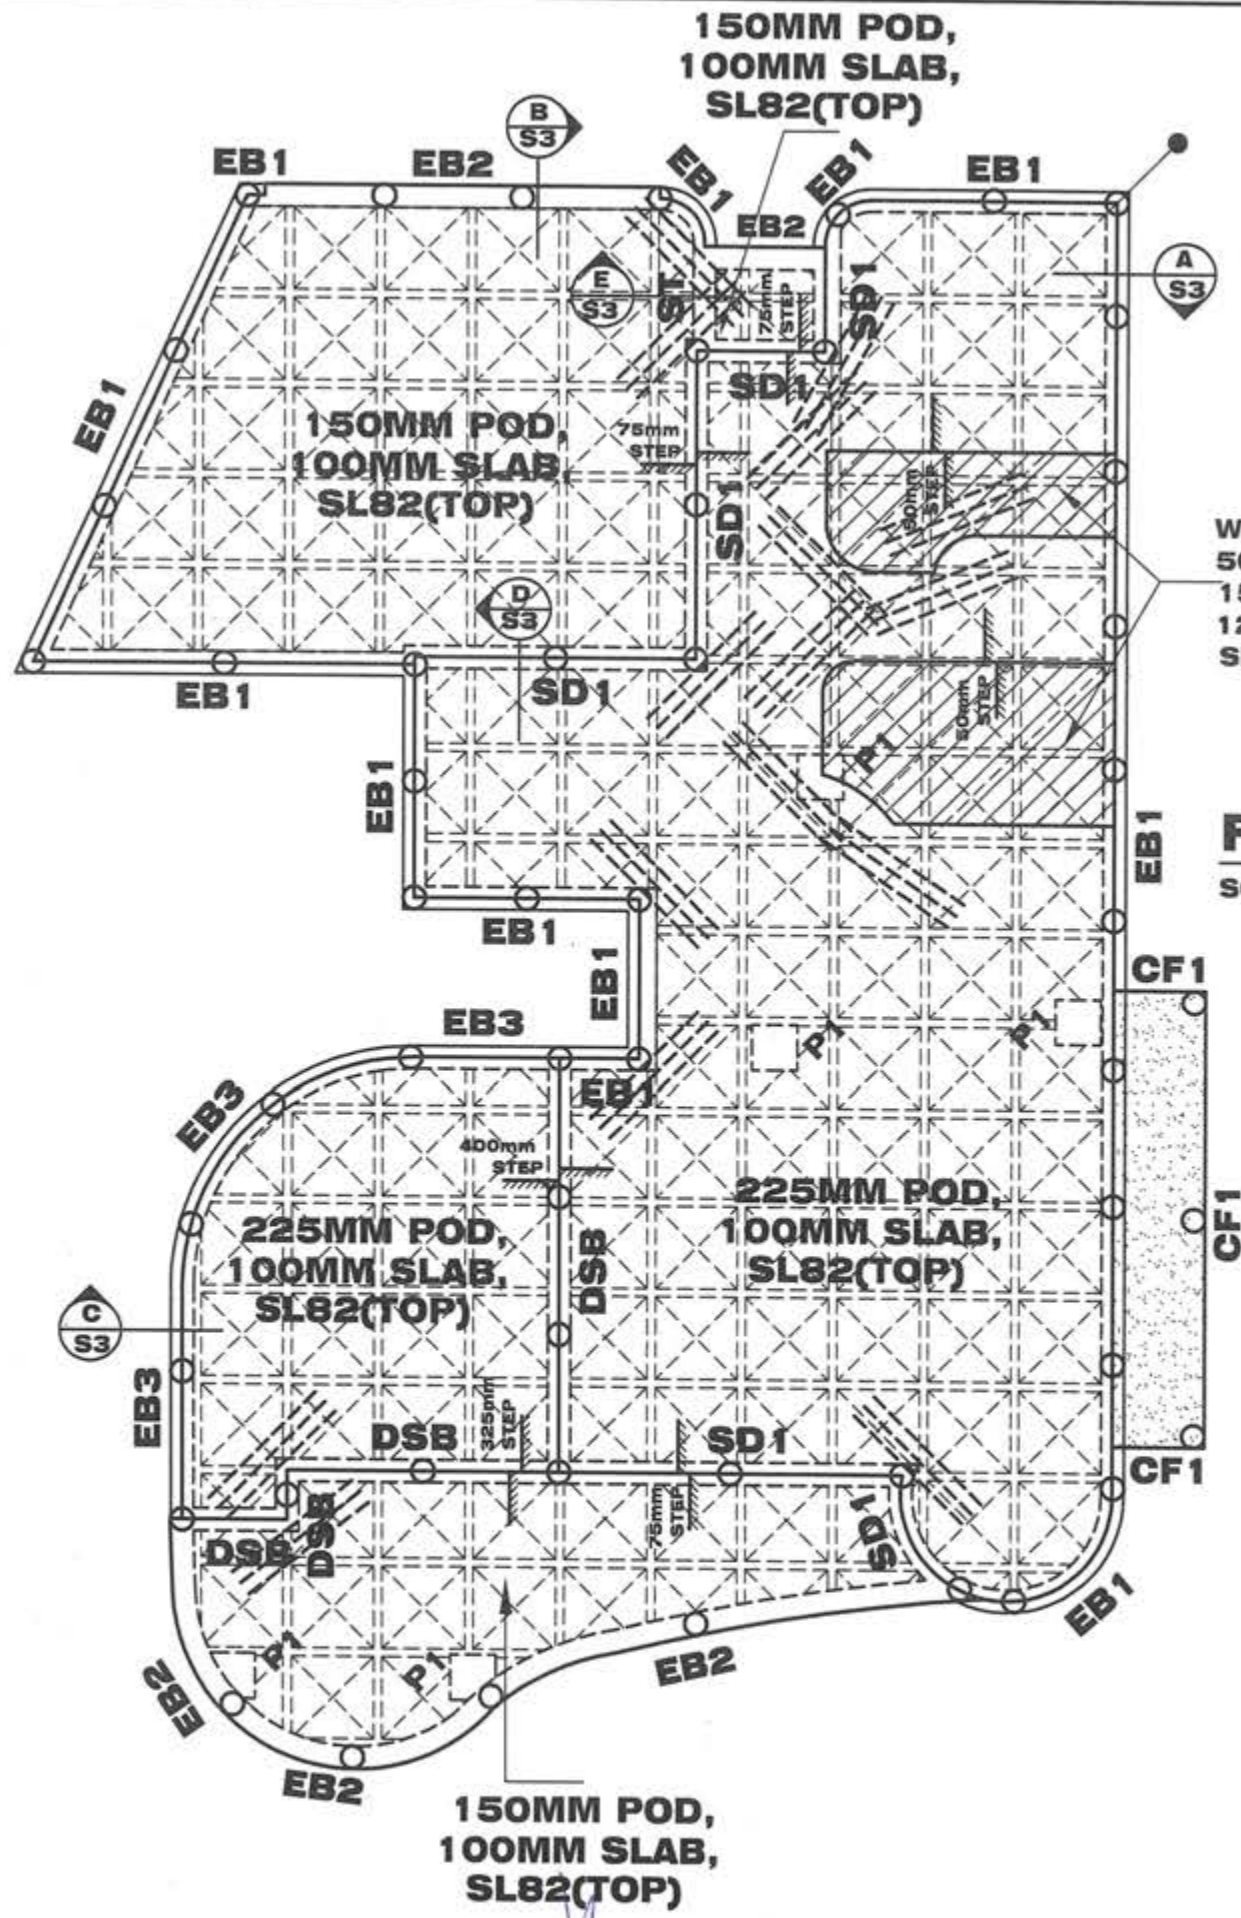 150MM POD,
100MM SLAB,
SL82(TOP)
B
S3
EB1
EB2
EB1
EB1
EB1
EB2
A
S3
E
S3
ST
75mm
STEP
SD1
SD1
EB1
150MM POD,
100MM SLAB,
SL82(TOP)
75mm
STEP
SD1
50mm
STEP
D
S3
EB1
SD1
50mm
STEP
P1
EB1
EB1
EB1
EB1
CF1
EB3
P1
P1
EB1
EB3
400mm
STEP
225MM POD,
100MM SLAB,
SL82(TOP)
225MM POD,
100MM SLAB,
SL82(TOP)
DSB
CF1
C
S3
EB3
325mm
STEP
DSB
SD1
CF1
75mm
STEP
SD1
DSB
DSB
EB1
P1
P1
EB2
EB2
EB2
150MM POD,
100MM SLAB,
SL82(TOP)